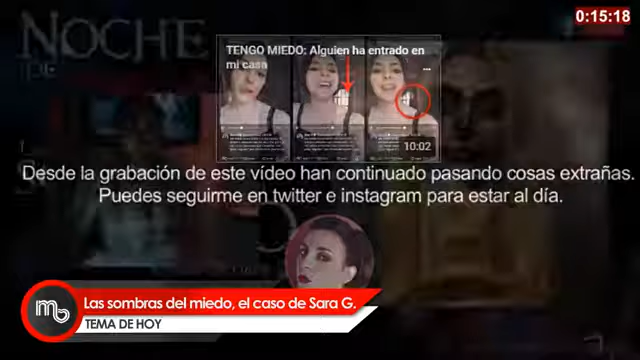 0:15:18
NOCHE
DE
TENGO MIEDO: Alguien ha entrado en
mi casa
10:02
Desde la grabación de este vídeo han continuado pasando cosas extrañas.
Puedes seguirme en twitter e instagram para estar al día.
mb
Las sombras del miedo, el caso de Sara G.
TEMA DE HOY